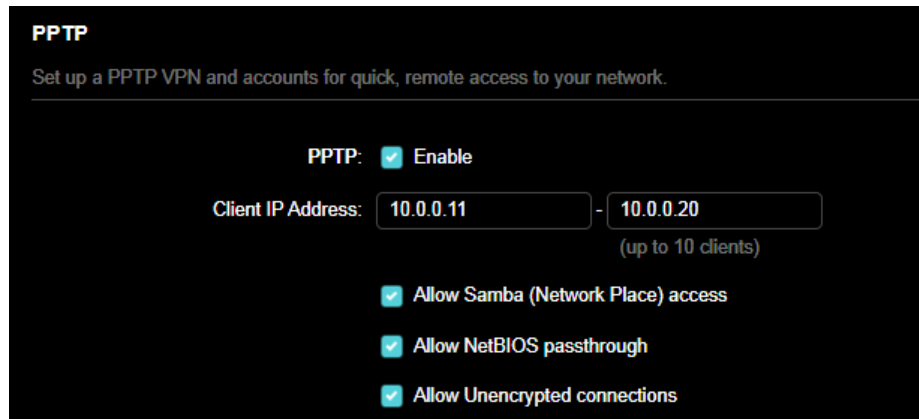 PPTP
Set up a PPTP VPN and accounts for quick, remote access to your network.
PPTP: Enable
Client IP Address: 10.0.0.11 - 10.0.0.20
(up to 10 clients)
Allow Samba (Network Place) access
Allow NetBIOS passthrough
Allow Unencrypted connections